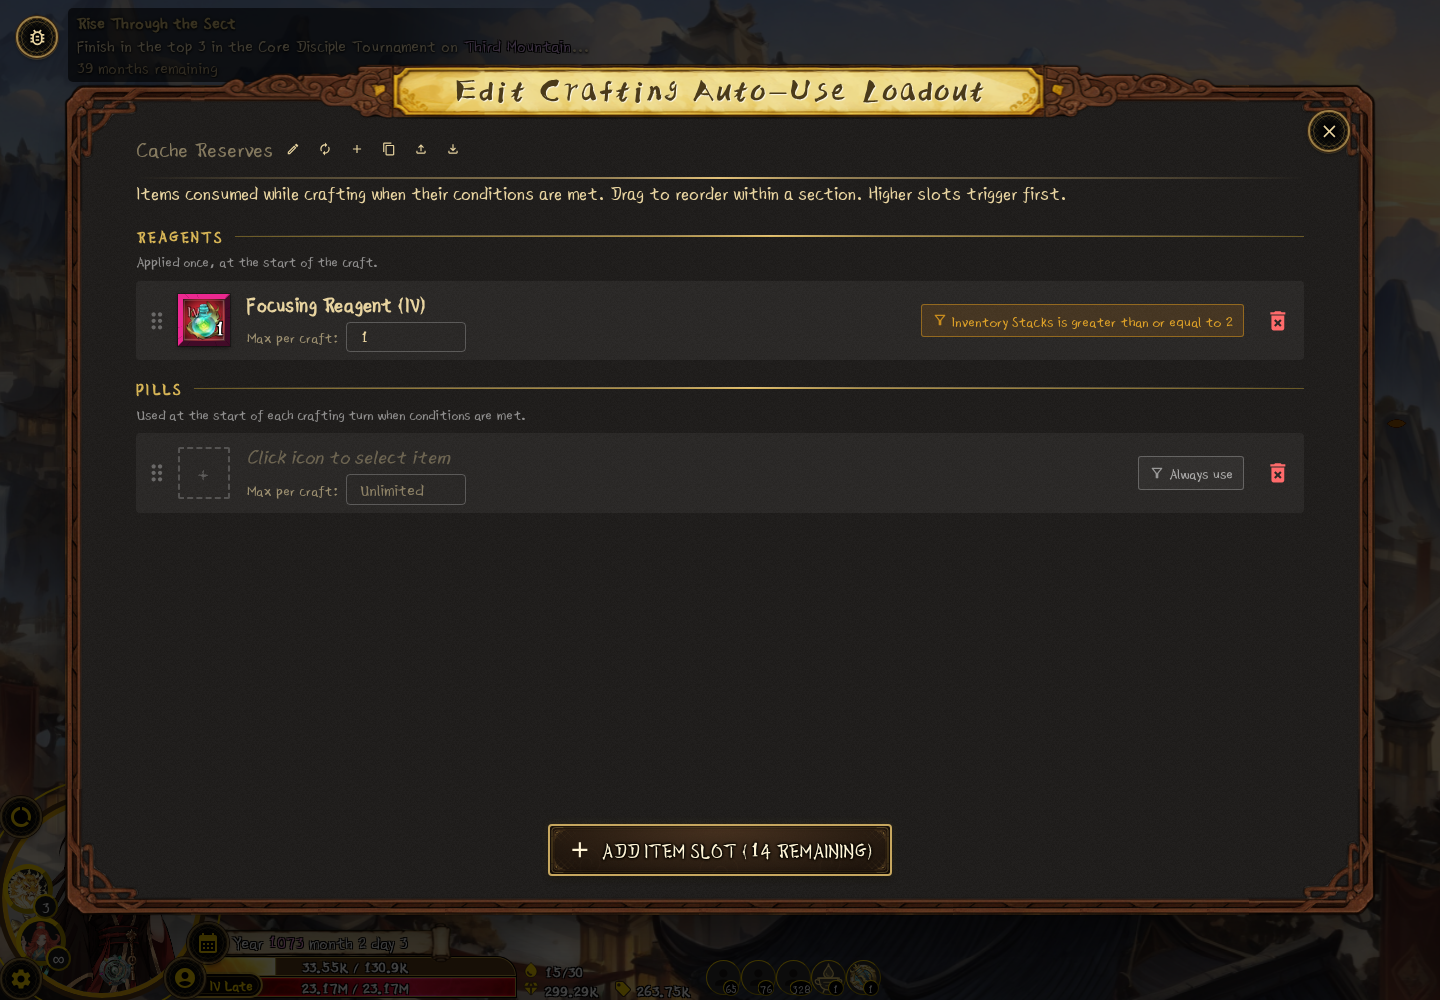 Rise Through the Sect
Finish in the top 3 in the Core Disciple Tournament on Third Mountain...
39 months remaining
Edit Crafting Auto-Use Loadout
Cache Reserves
Items consumed while crafting when their conditions are met. Drag to reorder within a section. Higher slots trigger first.
REAGENTS
Applied once, at the start of the craft.
IV
1
Focusing Reagent (IV)
Max per craft: 1
Inventory Stacks is greater than or equal to 2
PILLS
Used at the start of each crafting turn when conditions are met.
+
Click icon to select item
Max per craft: Unlimited
Always use
+ ADD ITEM SLOT (14 REMAINING)
3
∞
Year 1073 month 2 day 3
33.55K / 130.9K
IV Late
23.17M / 23.17M
15/30
299.29K
263.75K
65
76
328
1
1